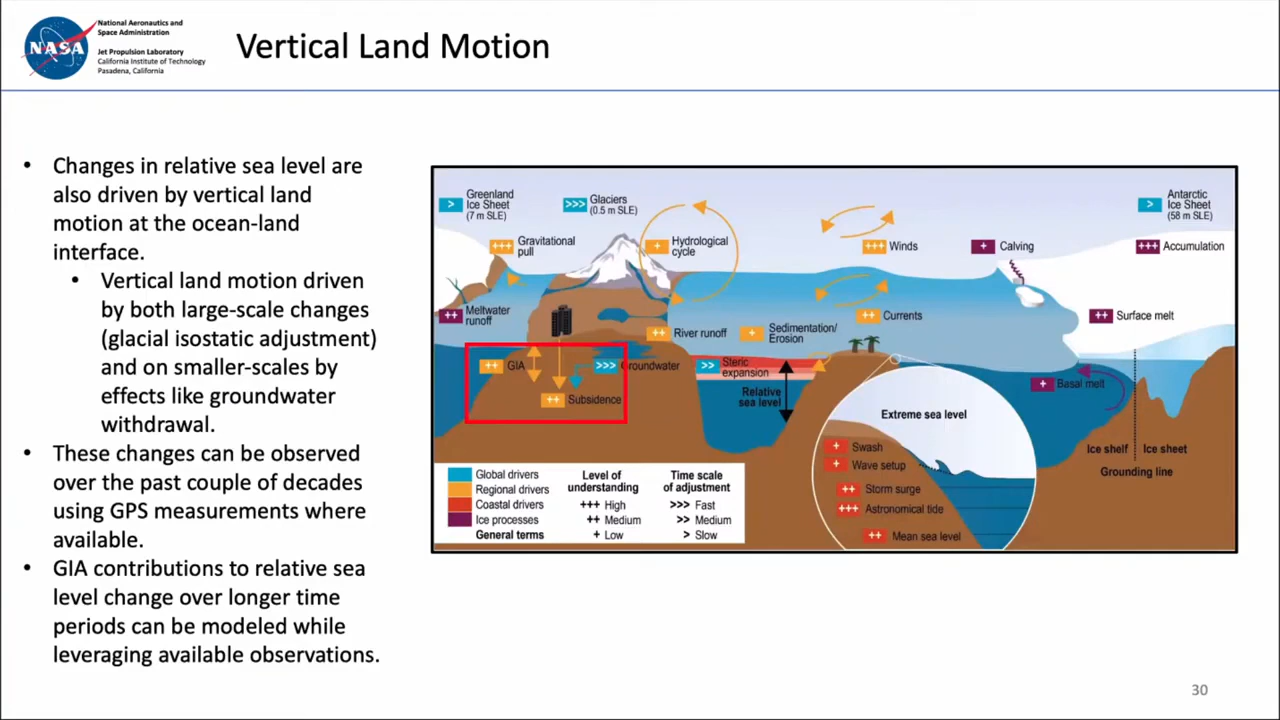 National Aeronautics and
Space Administration
Jet Propulsion Laboratory
California Institute of Technology
Pasadena, California
NASA
Vertical Land Motion
• Changes in relative sea level are
also driven by vertical land
motion at the ocean-land
interface.
• Vertical land motion driven
by both large-scale changes
(glacial isostatic adjustment)
and on smaller-scales by
effects like groundwater
withdrawal.
• These changes can be observed
over the past couple of decades
using GPS measurements where
available.
• GIA contributions to relative sea
level change over longer time
periods can be modeled while
leveraging available observations.
> Greenland
Ice Sheet
(7 m SLE)
>>> Glaciers
(0.5 m SLE)
> Antarctic
Ice Sheet
(58 m SLE)
+++ Gravitational
pull
+ Hydrological
cycle
+++ Winds
+ Calving
+++ Accumulation
++ Meltwater
runoff
++ River runoff
+ Sedimentation/
Erosion
++ Currents
++ Surface melt
++ GIA
>>> Groundwater
>> Steric
expansion
++ Subsidence
Relative
sea level
+ Basal melt
Extreme sea level
+ Swash
+ Wave setup
++ Storm surge
+++ Astronomical tide
++ Mean sea level
Ice shelf
Ice sheet
Grounding line
Global drivers
Regional drivers
Coastal drivers
Ice processes
General terms
Level of
understanding
+++ High
++ Medium
+ Low
Time scale
of adjustment
>>> Fast
>> Medium
> Slow
30